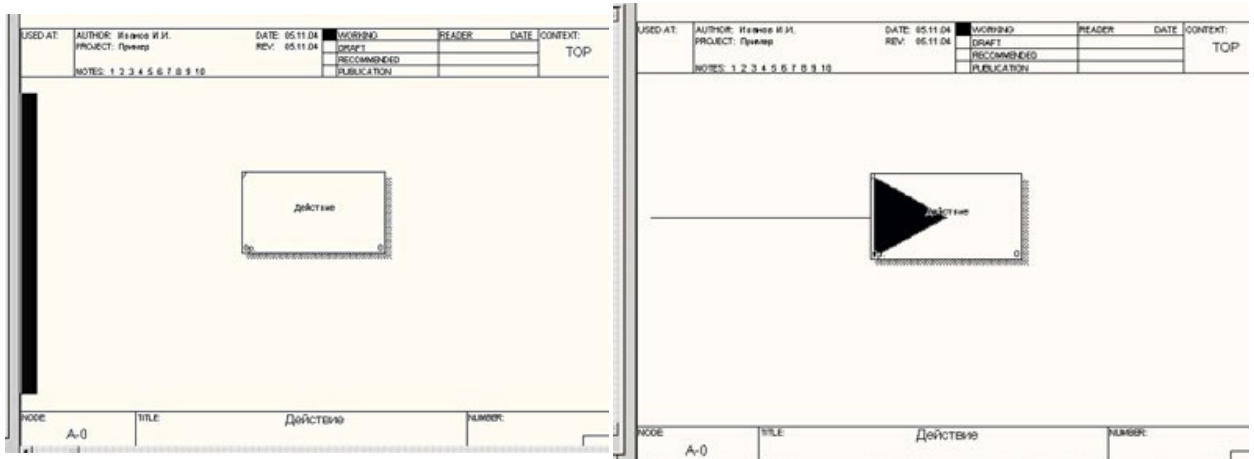 USED AT:
AUTHOR: Иванов И.И.
DATE: 05.11.04
WORKING
READER
DATE
CONTEXT:
PROJECT: Пример
REV: 05.11.04
DRAFT
TOP
RECOMMENDED
NOTES: 1 2 3 4 5 6 7 8 9 10
PUBLICATION
Действие
0р.
0
NODE:
TITLE:
Действие
NUMBER:
A-0
USED AT:
AUTHOR: Иванов И.И.
DATE: 05.11.04
WORKING
READER
DATE
CONTEXT:
PROJECT: Пример
REV: 05.11.04
DRAFT
TOP
RECOMMENDED
NOTES: 1 2 3 4 5 6 7 8 9 10
PUBLICATION
Действие
0
NODE:
TITLE:
Действие
NUMBER:
A-0